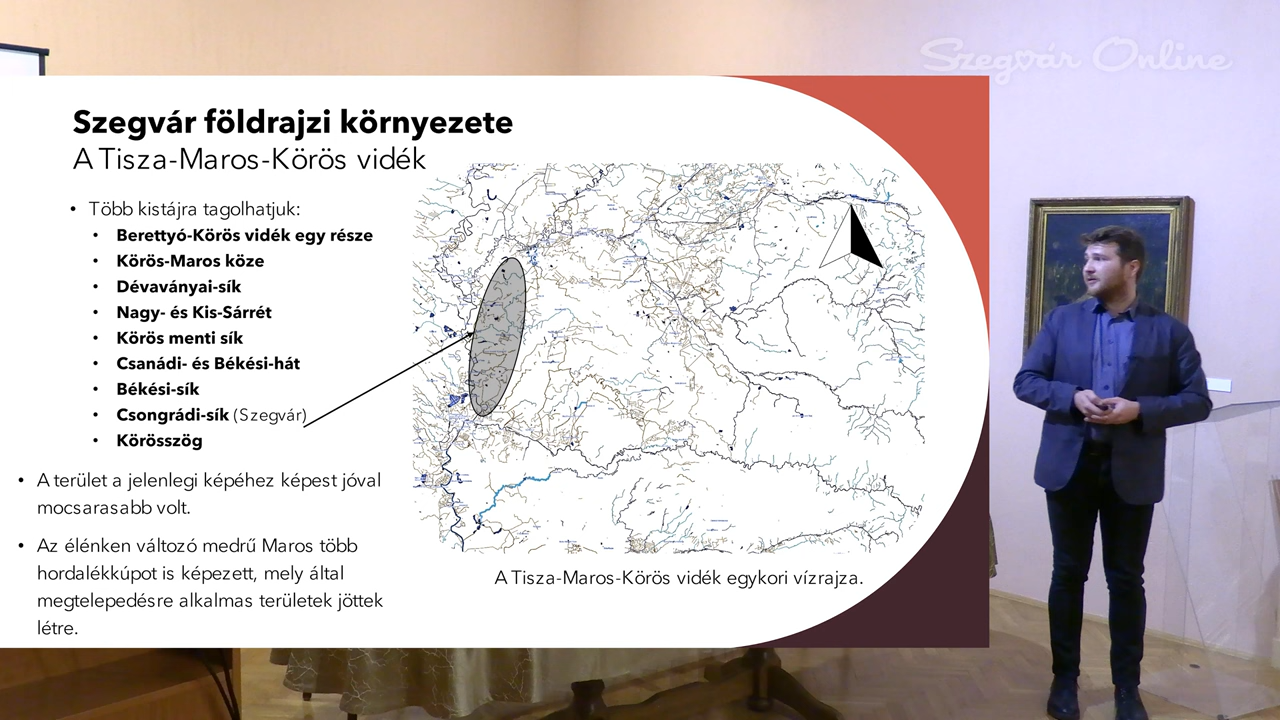 Szegvár Online
Szegvár földrajzi környezete
A Tisza-Maros-Körös vidék
• Több kistájra tagolhatjuk:
• Berettyó-Körös vidék egy része
• Körös-Maros köze
• Dévaványai-sík
• Nagy- és Kis-Sárrét
• Körös menti sík
• Csanádi- és Békési-hát
• Békési-sík
• Csongrádi-sík (Szegvár)
• Körösszög
• A terület a jelenlegi képéhez képest jóval
mocsarasabb volt.
• Az élénken változó medrű Maros több
hordalékkúpot is képezett, mely által
megtelepedésre alkalmas területek jöttek
létre.
A Tisza-Maros-Körös vidék egykori vízrajza.